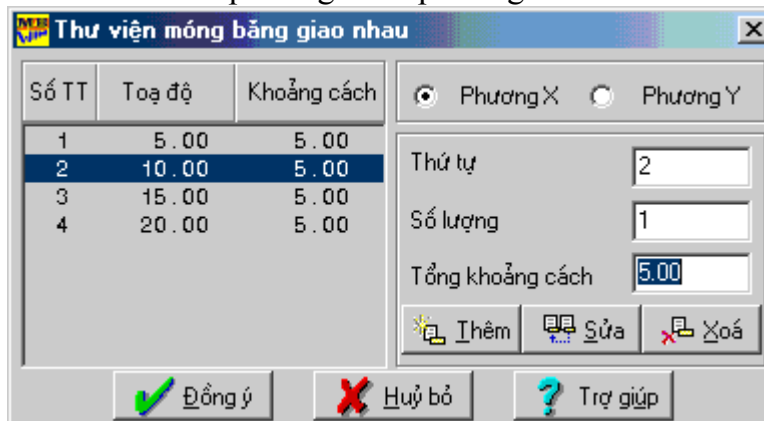 Thư viện móng băng giao nhau
Số TT Toạ độ Khoảng cách
1 5.00 5.00
2 10.00 5.00
3 15.00 5.00
4 20.00 5.00
Phương X Phương Y
Thứ tự 2
Số lượng 1
Tổng khoảng cách 5.00
Thêm Sửa Xoá
Đồng ý Huỷ bỏ Trợ giúp